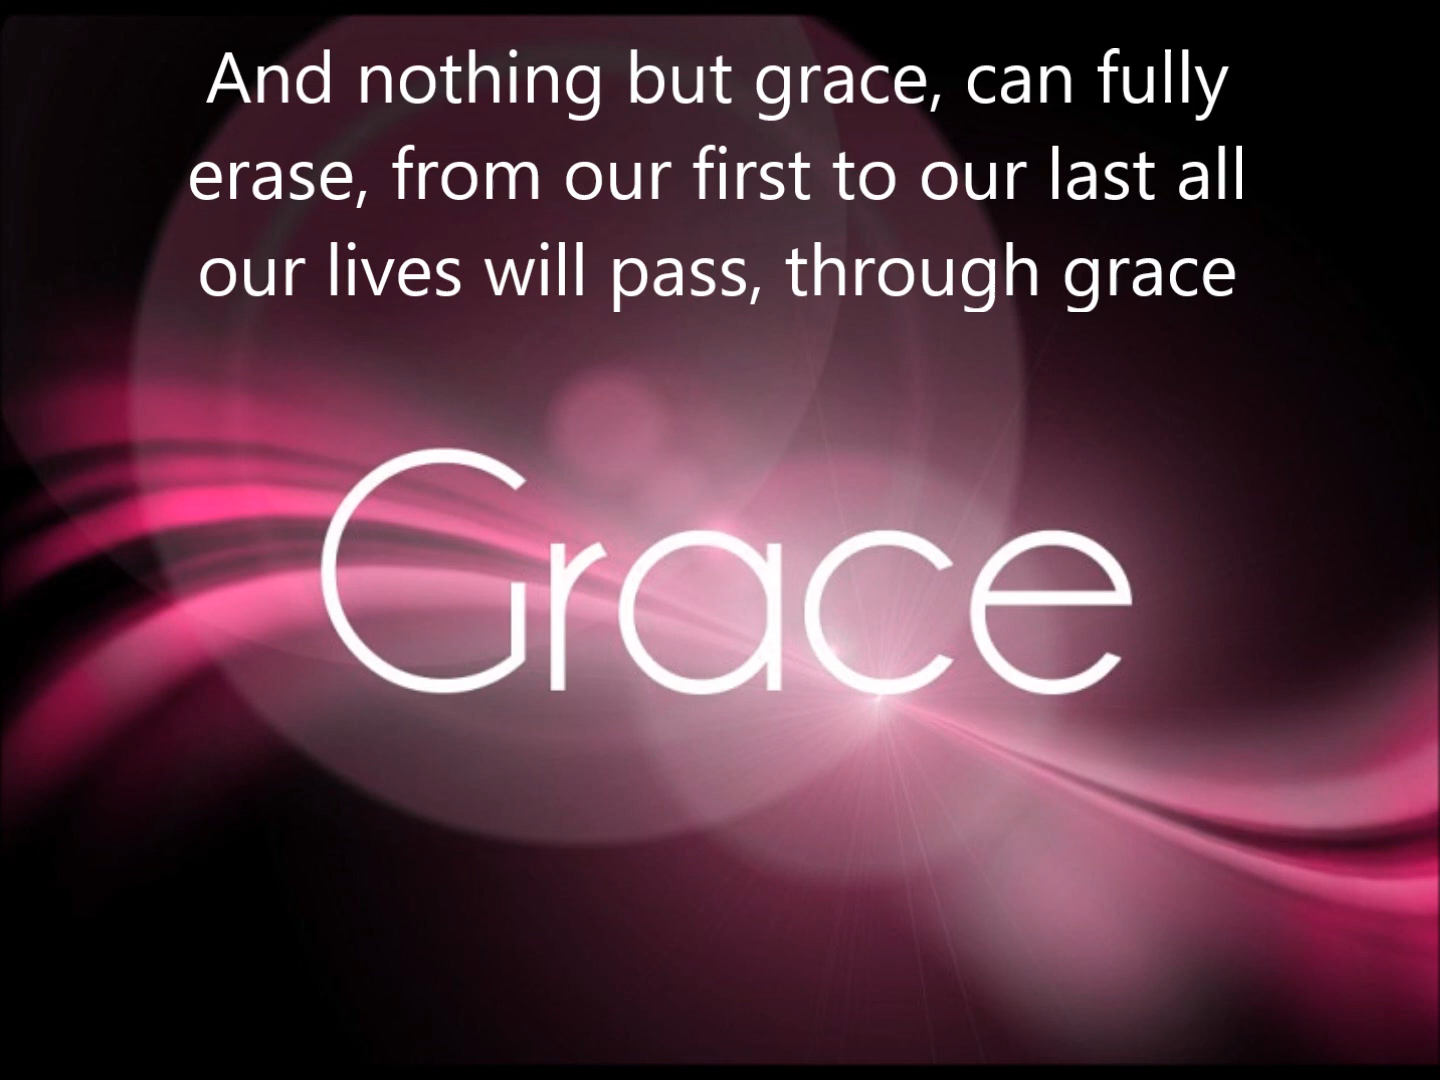 And nothing but grace, can fully
erase, from our first to our last all
our lives will pass, through grace
Grace